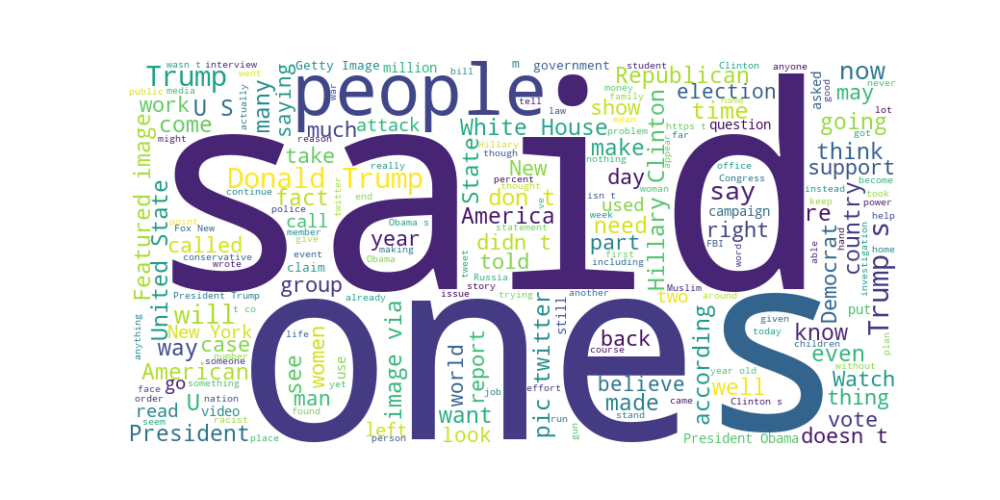 said
one
s
people
Trump
Donald Trump
Getty Image
million
m
government
student
Clinton
anyone
wasn t
interview
went
public
media
actually
many
saying
war
bill
tell
law
Republican
election
now
may
asked
good
never
lot
got
work
U S
come
might
much
attack
White House
show
time
money
family
name
mean
https t
question
going
Featured image
reason
take
really
Hillary
though
State
make
problem
far
think
support
nothing
appear
Hillary Clinton
fact
continue
twitter
end
percent
thought
New
don t
ve
day
isn t
woman
office
Congress
say
instead
become
keep
took
power
call
police
member
give
year
Obama s
making
Obama
America
statement
week
used
need
first
campaign
right
FBI
word
re
hand
able
country
help
home
investigation
United State
point
Fox New
conservative
wrote
called
event
claim
group
didn t
told
tweet
Russia
story
part
including
Muslim
around
Democrat
Trump s
President Trump
already
issue
trying
another
two
given
put
will
t co
New York
number
someone
way
case
life
image via
world
report
pic twitter
still
course
back
according
today
children
know
plan
anything
American
something
see
women
yet
use
want
job
effort
believe
year old
without
even
U
go
face
order
seem
nation
man
found
run
made
came
well
Watch
thing
read
video
racist
left
person
look
gun
stand
Clinton s
vote
President
place
President Obama
doesn t